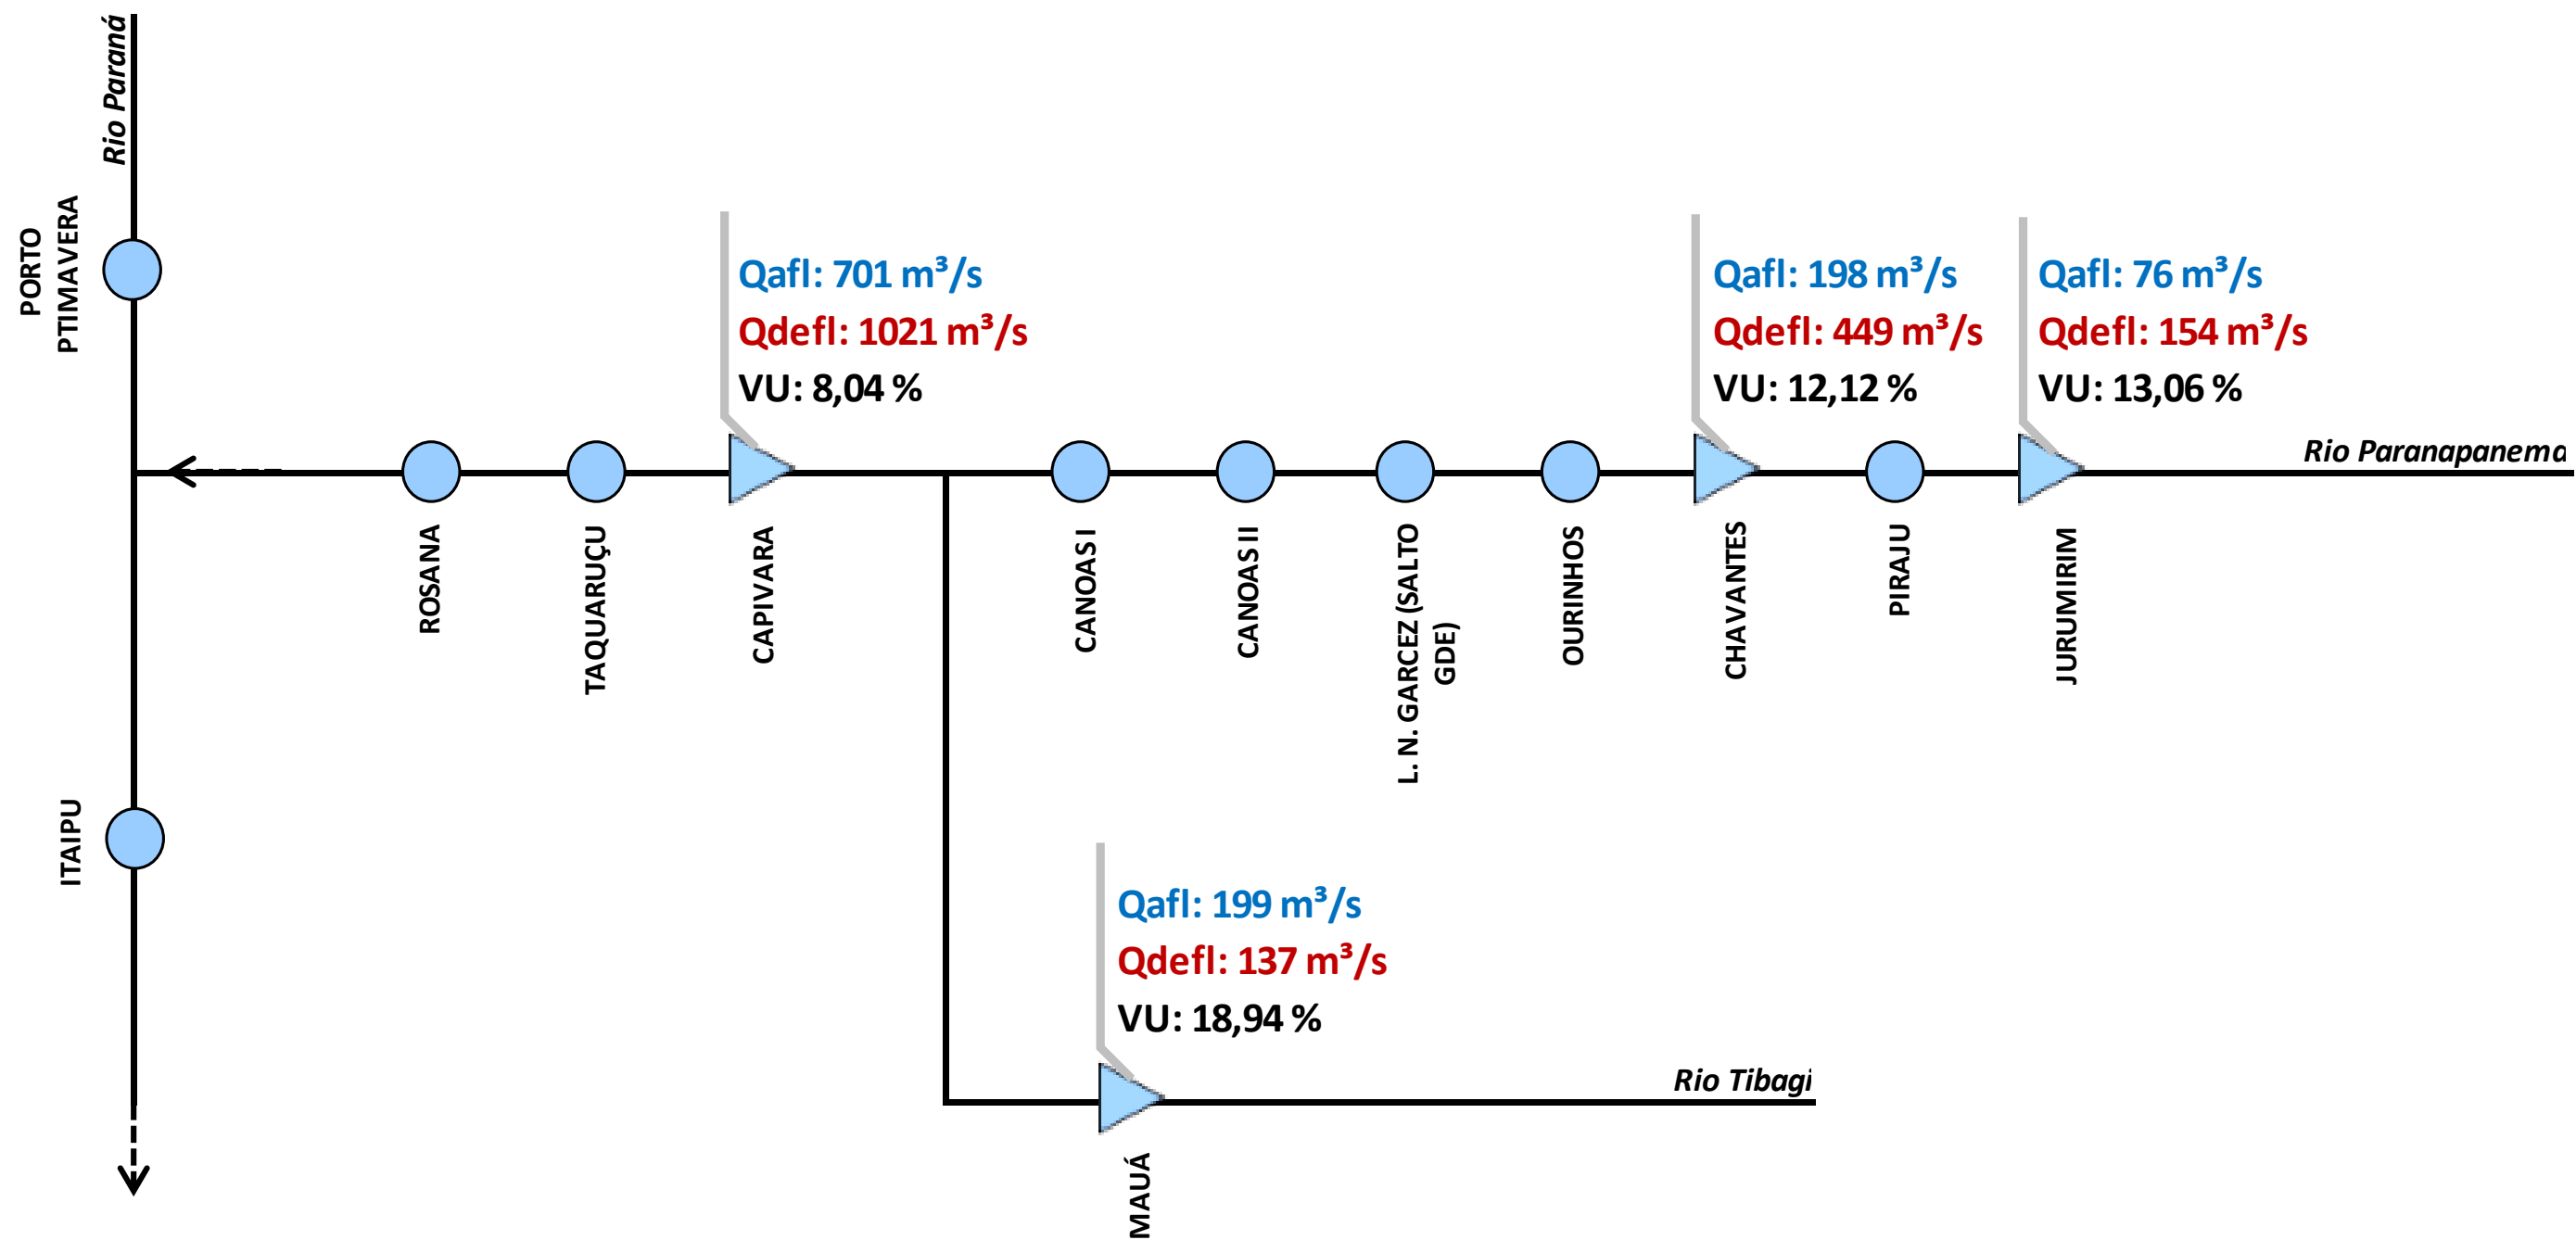 Rio Paraná
PORTO
PTIMAVERA
Qafl: 701 m³/s
Qdefl: 1021 m³/s
VU: 8,04 %
Qafl: 198 m³/s
Qdefl: 449 m³/s
VU: 12,12 %
Qafl: 76 m³/s
Qdefl: 154 m³/s
VU: 13,06 %
Rio Paranapanema
ROSANA
TAQUARUÇU
CAPIVARA
CANOAS I
CANOAS II
L. N. GARCEZ (SALTO
GDE)
OURINHOS
CHAVANTES
PIRAJU
JURUMIRIM
ITAIPU
Qafl: 199 m³/s
Qdefl: 137 m³/s
VU: 18,94 %
Rio Tibagi
MAUÁ